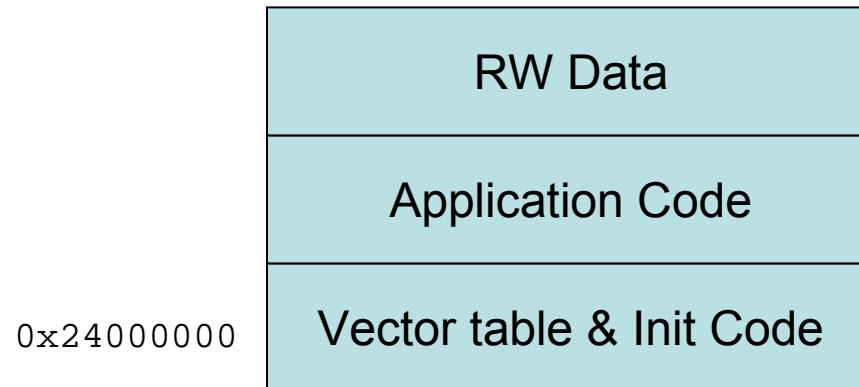 RW Data
Application Code
0x24000000 Vector table & Init Code